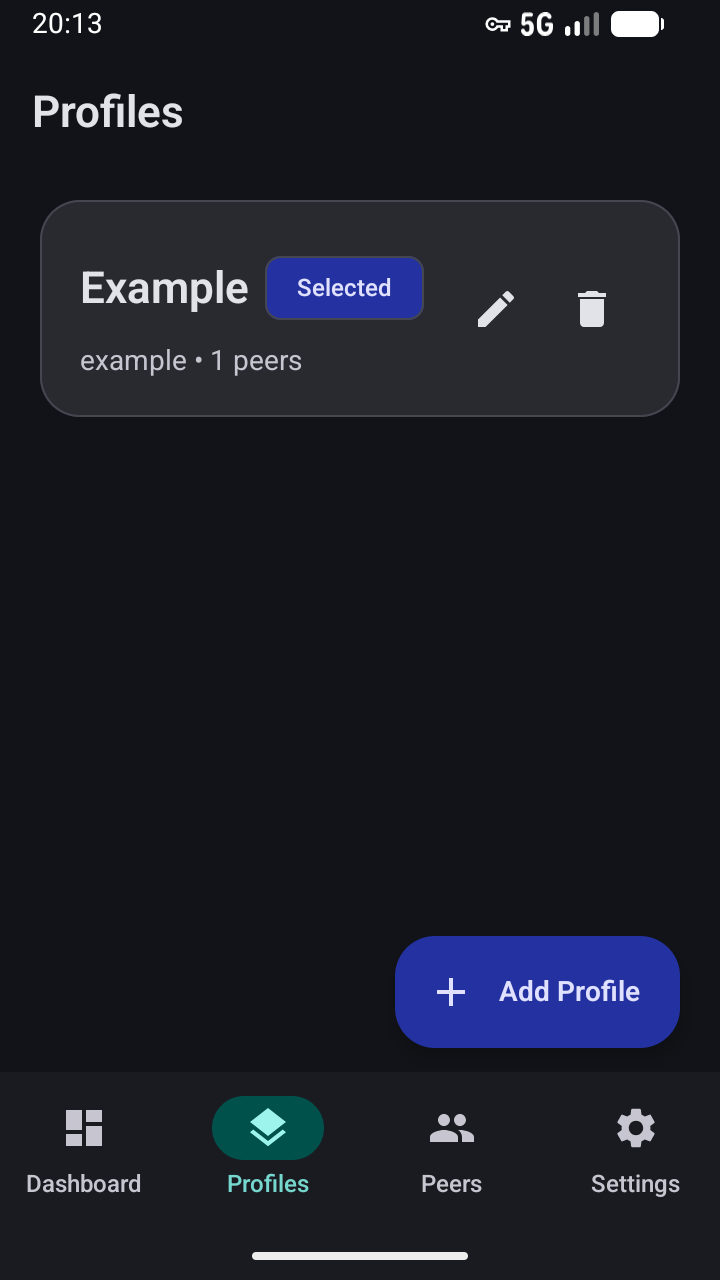 20:13 5G
Profiles
Example Selected
example • 1 peers
Add Profile
Dashboard Profiles Peers Settings